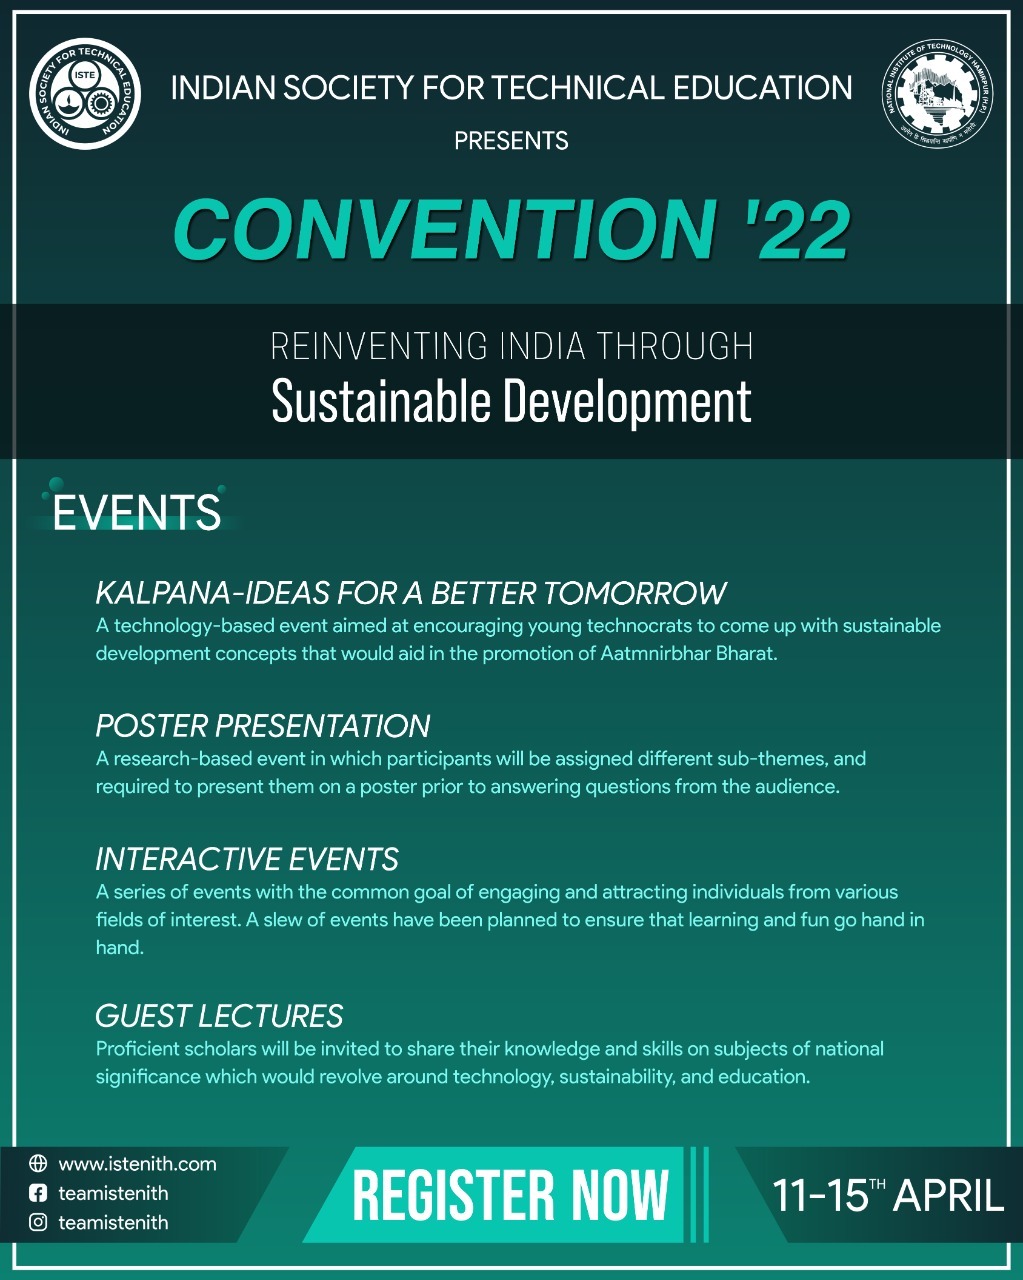 INDIAN SOCIETY FOR TECHNICAL EDUCATION
ISTE
INDIAN SOCIETY FOR TECHNICAL EDUCATION
NATIONAL INSTITUTE OF TECHNOLOGY HAMIRPUR (H.P.)
PRESENTS
CONVENTION '22
REINVENTING INDIA THROUGH
Sustainable Development
EVENTS
KALPANA-IDEAS FOR A BETTER TOMORROW
A technology-based event aimed at encouraging young technocrats to come up with sustainable
development concepts that would aid in the promotion of Aatmnirbhar Bharat.
POSTER PRESENTATION
A research-based event in which participants will be assigned different sub-themes, and
required to present them on a poster prior to answering questions from the audience.
INTERACTIVE EVENTS
A series of events with the common goal of engaging and attracting individuals from various
fields of interest. A slew of events have been planned to ensure that learning and fun go hand in
hand.
GUEST LECTURES
Proficient scholars will be invited to share their knowledge and skills on subjects of national
significance which would revolve around technology, sustainability, and education.
www.istenith.com
teamistenith
teamistenith
REGISTER NOW
11-15TH APRIL